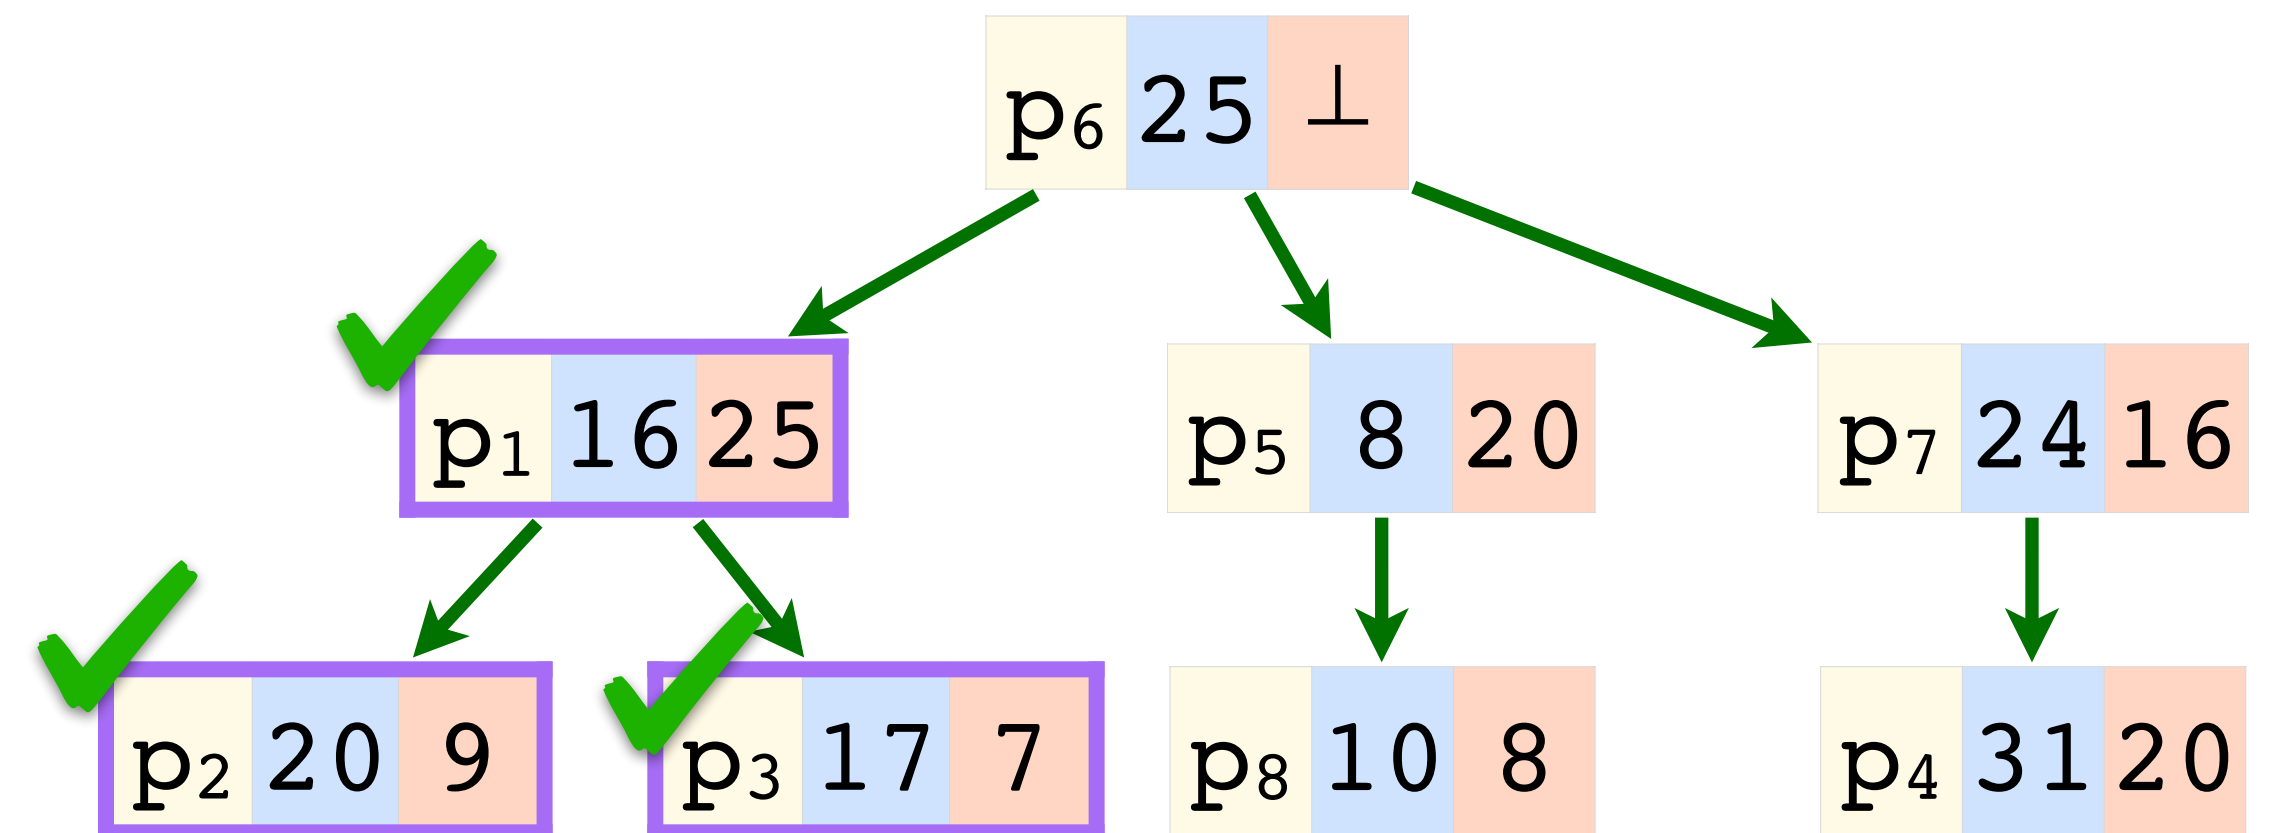 p₆ 25 ⊥
p₁ 16 25 p₅ 8 20 p₇ 24 16
p₂ 20 9 p₃ 17 7 p₈ 10 8 p₄ 31 20